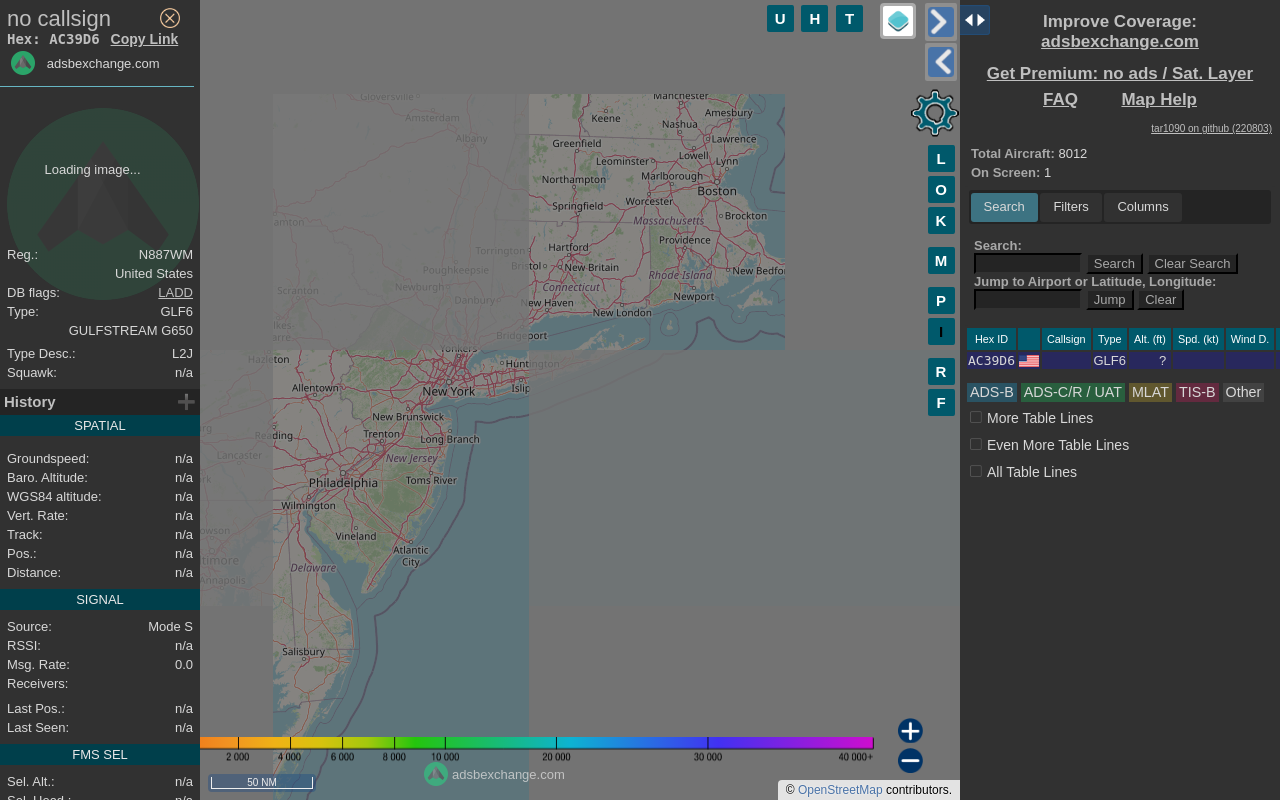 no callsign
Hex: AC39D6 Copy Link
adsbexchange.com
Loading image...
Reg.: N887WM
United States
DB flags: LADD
Type: GLF6
GULFSTREAM G650
Type Desc.: L2J
Squawk: n/a
History
SPATIAL
Groundspeed: n/a
Baro. Altitude: n/a
WGS84 altitude: n/a
Vert. Rate: n/a
Track: n/a
Pos.: n/a
Distance: n/a
SIGNAL
Source: Mode S
RSSI: n/a
Msg. Rate: 0.0
Receivers:
Last Pos.: n/a
Last Seen: n/a
FMS SEL
Sel. Alt.: n/a
U H T
L
O
K
M
P
I
R
F
Gloversville
Amsterdam
Albany
Manchester
Keene
Amesbury
Nashua
Greenfield
Lawrence
Lowell
Leominster
Lynn
Northampton
Marlborough
Boston
Worcester
Springfield
Brockton
Massachusetts
Torrington
Hartford
Providence
Bristol
New Britain
Poughkeepsie
Rhode Island
New Bedfo
Newburgh
Connecticut
Scranton
Danbury
New Haven
Newport
New London
Bridgeport
Yonkers
Hazleton
Huntin
Allentown
New York
Islip
New Brunswick
Reading
Trenton
Long Branch
Lancaster
New Jersey
Philadelphia
Toms River
Wilmington
Vineland
Atlantic
City
Delaware
Annapolis
Salisbury
2 000 4 000 6 000 8 000 10 000 20 000 30 000 40 000+
50 NM
adsbexchange.com
© OpenStreetMap contributors.
Improve Coverage:
adsbexchange.com
Get Premium: no ads / Sat. Layer
FAQ Map Help
tar1090 on github (220803)
Total Aircraft: 8012
On Screen: 1
Search Filters Columns
Search:
Search Clear Search
Jump to Airport or Latitude, Longitude:
Jump Clear
Hex ID Callsign Type Alt. (ft) Spd. (kt) Wind D.
AC39D6 GLF6 ?
ADS-B ADS-C/R / UAT MLAT TIS-B Other
More Table Lines
Even More Table Lines
All Table Lines